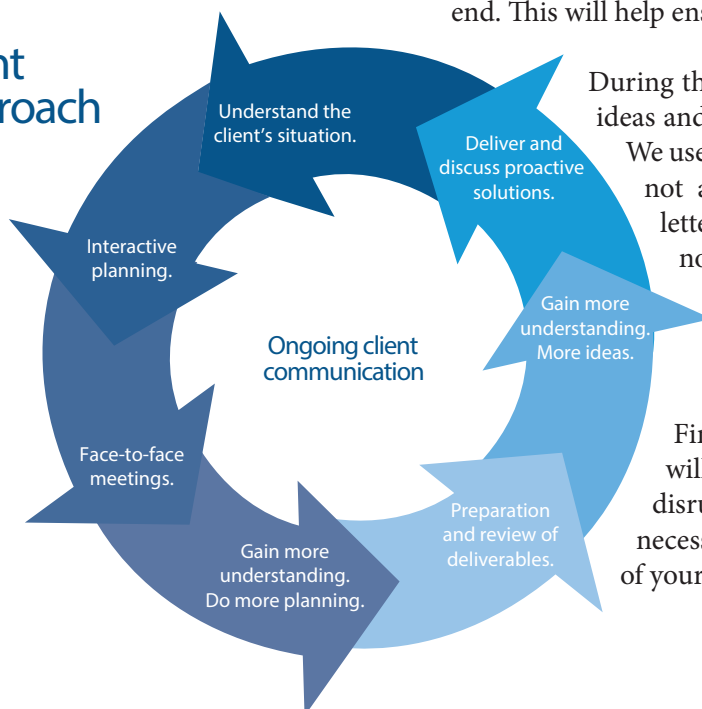 nt
roach
end. This will help ens
During th
ideas and
We use
not a
lette
no
Fir
will
disru
necess
of your
Understand the
client's situation.
Deliver and
discuss proactive
solutions.
Gain more
understanding.
More ideas.
Preparation
and review of
deliverables.
Gain more
understanding.
Do more planning.
Face-to-face
meetings.
Interactive
planning.
Ongoing client
communication